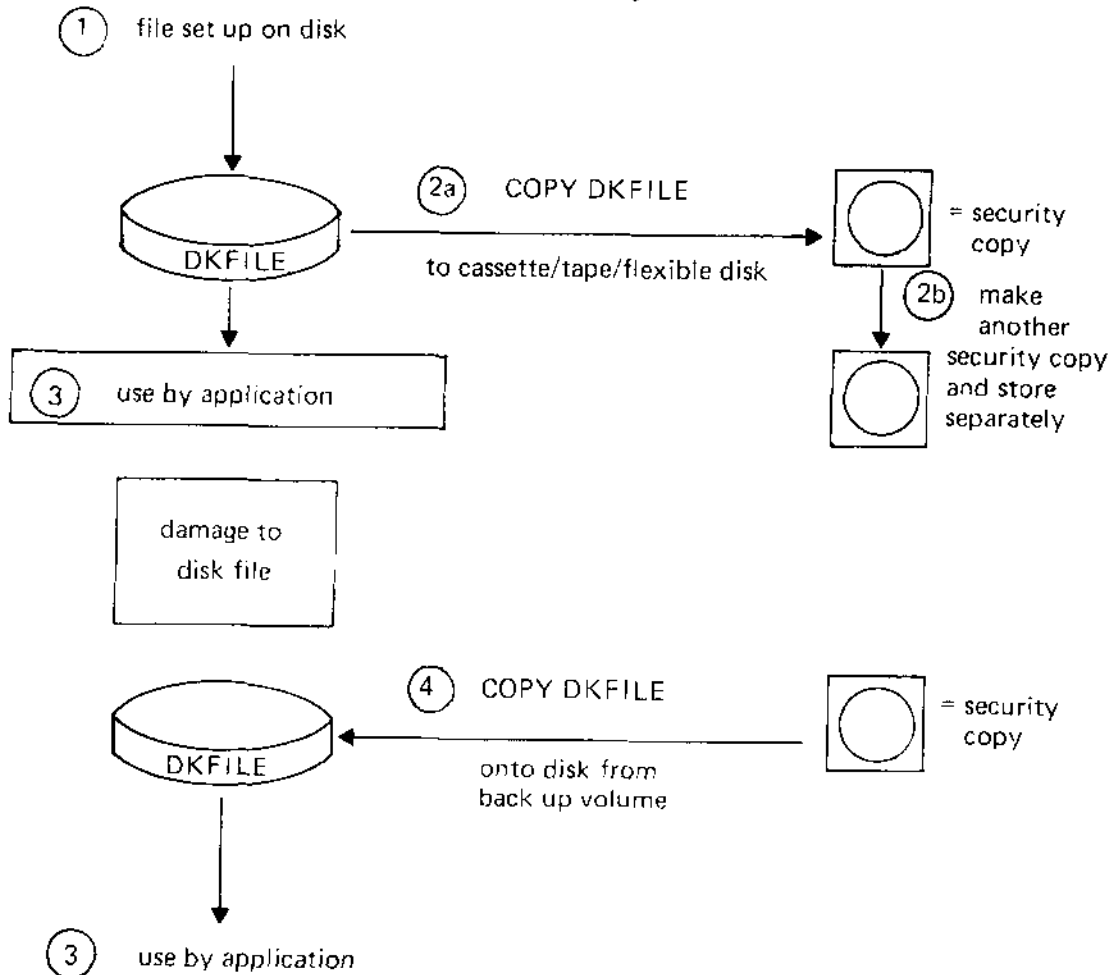 1 file set up on disk
2a COPY DKFILE
DKFILE
to cassette/tape/flexible disk
= security
copy
2b make
another
security copy
and store
separately
3 use by application
damage to
disk file
4 COPY DKFILE
DKFILE
onto disk from
back up volume
= security
copy
3 use by application